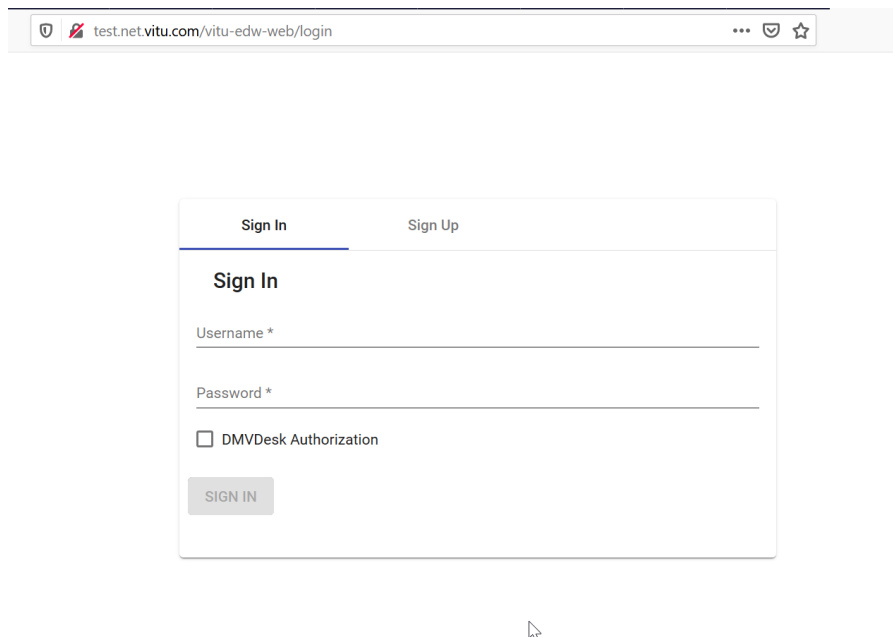 test.net.vitu.com/vitu-edw-web/login
Sign In Sign Up
Sign In
Username *
Password *
DMVDesk Authorization
SIGN IN